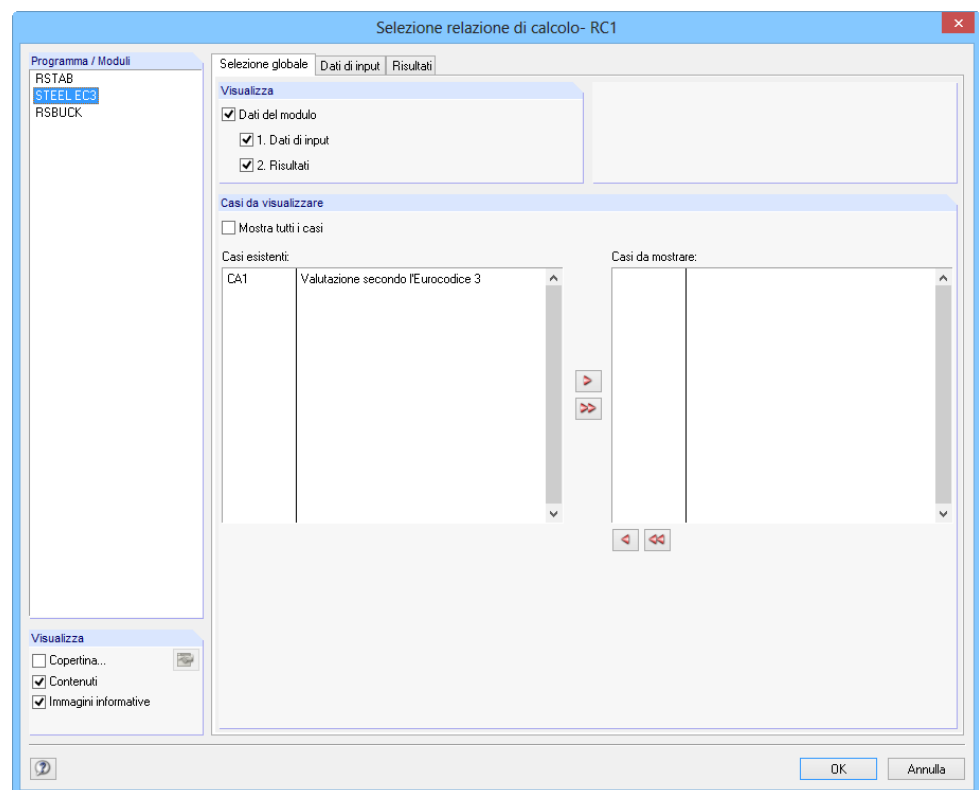 Selezione relazione di calcolo- RC1
Programma / Moduli
RSTAB
STEEL EC3
RSBUCK
Selezione globale
Dati di input
Risultati
Visualizza
Dati del modulo
1. Dati di input
2. Risultati
Casi da visualizzare
Mostra tutti i casi
Casi esistenti:
CA1 Valutazione secondo l'Eurocodice 3
Casi da mostrare:
Visualizza
Copertina...
Contenuti
Immagini informative
OK
Annulla